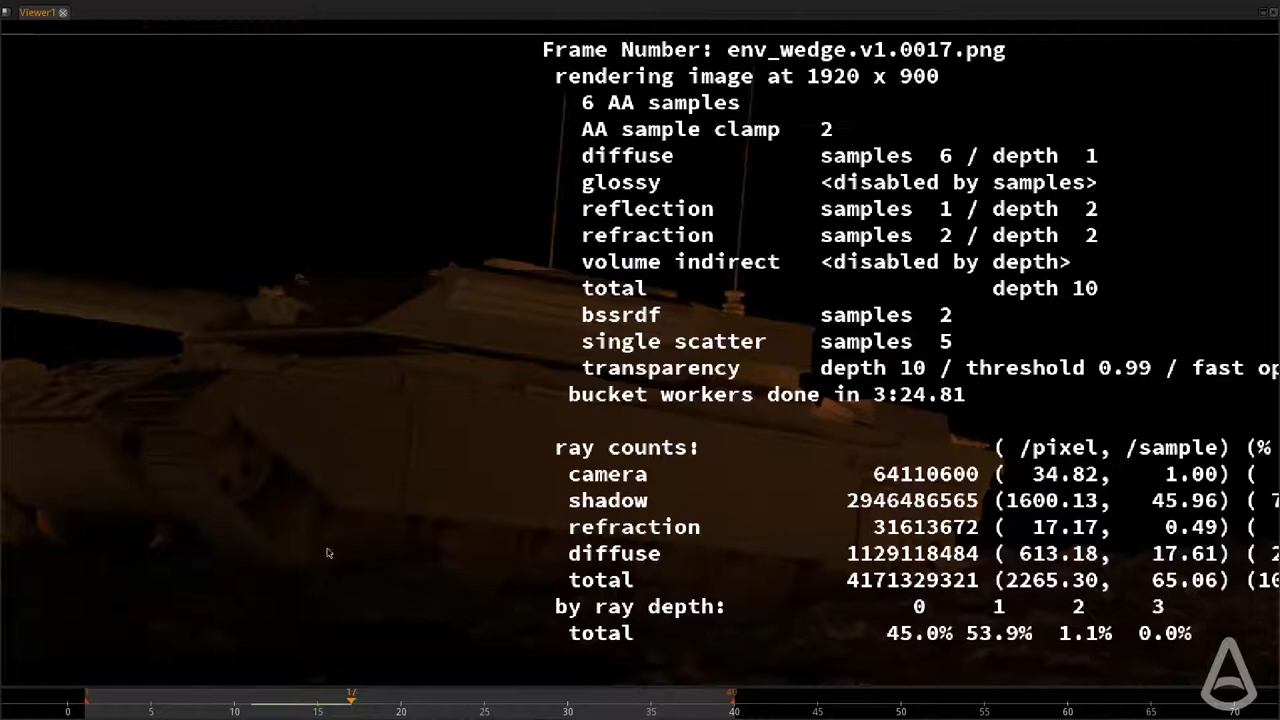 Viewer1
Frame Number: env_wedge.v1.0017.png
rendering image at 1920 x 900
6 AA samples
AA sample clamp 2
diffuse samples 6 / depth 1
glossy <disabled by samples>
reflection samples 1 / depth 2
refraction samples 2 / depth 2
volume indirect <disabled by depth>
total depth 10
bssrdf samples 2
single scatter samples 5
transparency depth 10 / threshold 0.99 / fast op
bucket workers done in 3:24.81
ray counts: ( /pixel, /sample) (%
camera 64110600 ( 34.82, 1.00) (
shadow 2946486565 (1600.13, 45.96) ( 7
refraction 31613672 ( 17.17, 0.49) (
diffuse 1129118484 ( 613.18, 17.61) ( 2
total 4171329321 (2265.30, 65.06) (10
by ray depth: 0 1 2 3
total 45.0% 53.9% 1.1% 0.0%
1 17 40
0 5 10 15 20 25 30 35 40 45 50 55 60 65 70